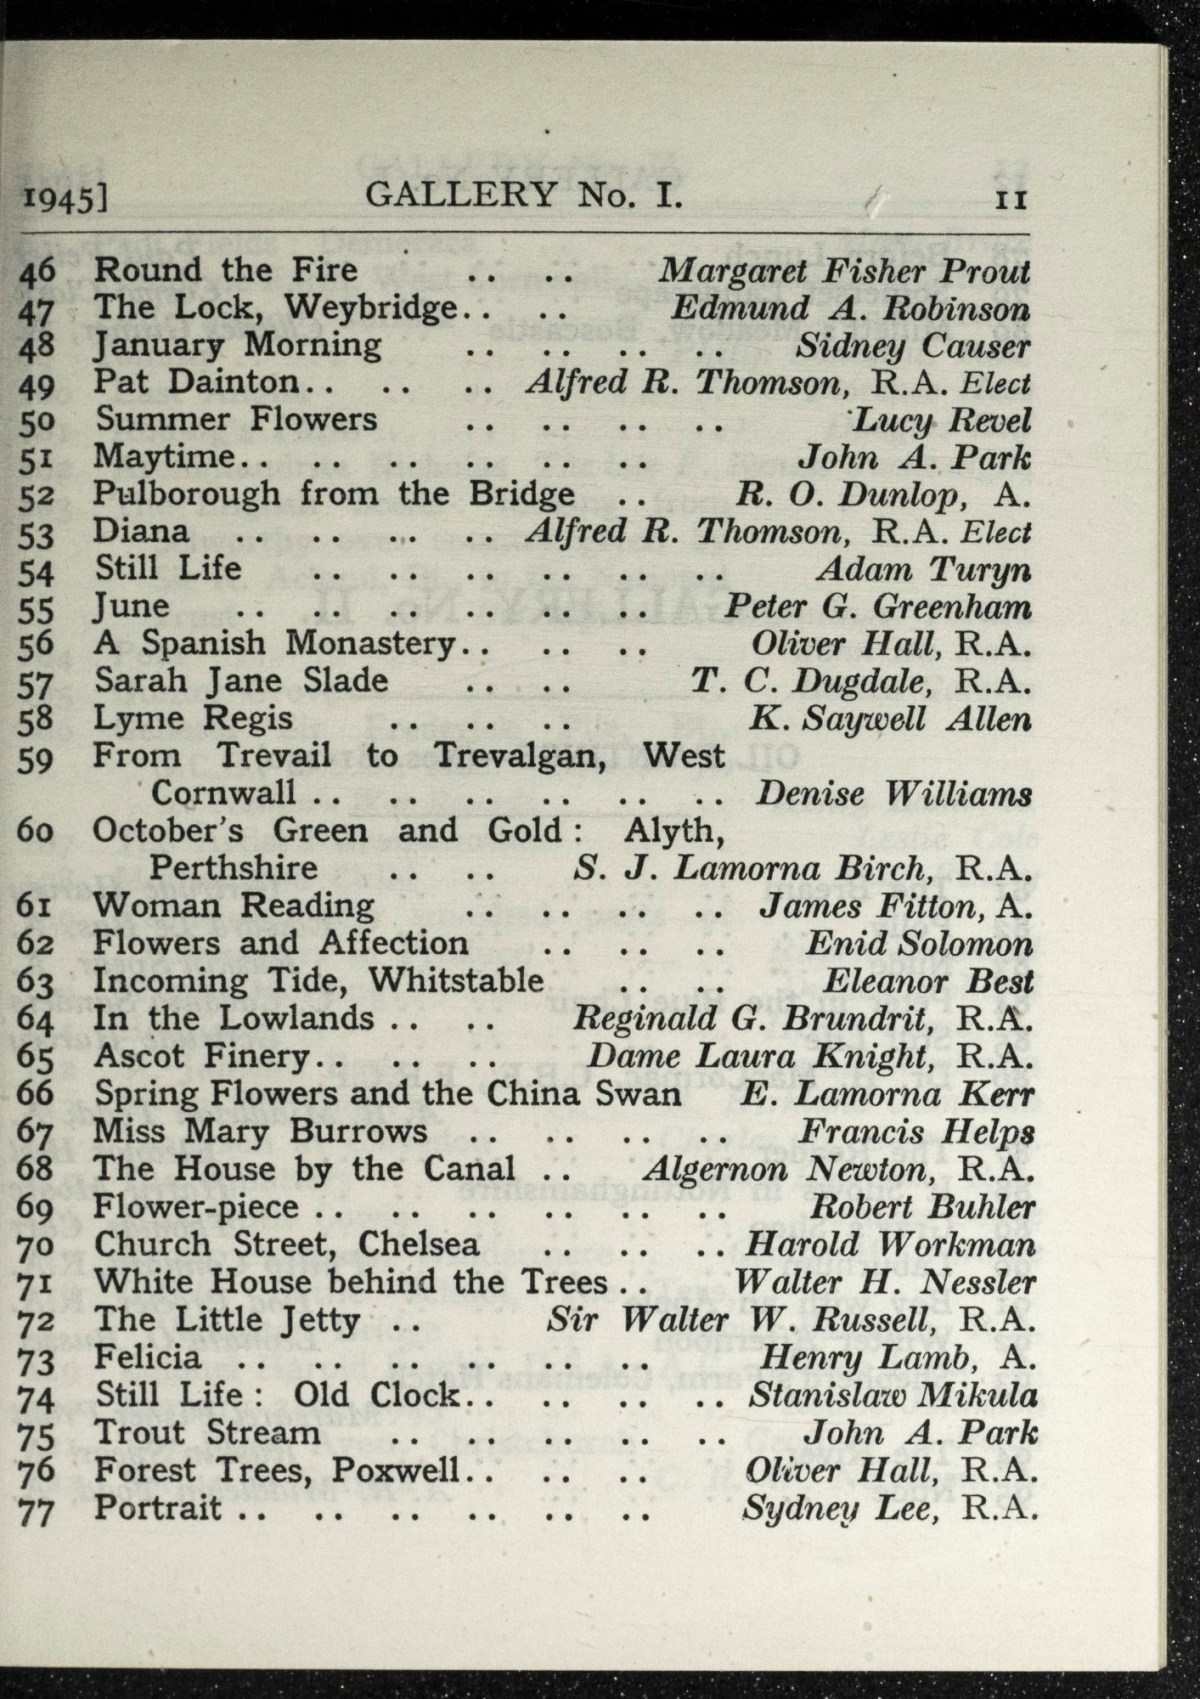 1945] GALLERY No. I. 11
46 Round the Fire .. .. Margaret Fisher Prout
47 The Lock, Weybridge.. .. Edmund A. Robinson
48 January Morning .. .. .. .. Sidney Causer
49 Pat Dainton.. .. .. Alfred R. Thomson, R.A. Elect
50 Summer Flowers .. .. .. .. Lucy Revel
51 Maytime.. .. .. .. .. .. John A. Park
52 Pulborough from the Bridge .. R. O. Dunlop, A.
53 Diana .. .. .. .. Alfred R. Thomson, R.A. Elect
54 Still Life .. .. .. .. .. .. Adam Turyn
55 June .. .. .. .. .. .. Peter G. Greenham
56 A Spanish Monastery.. .. .. Oliver Hall, R.A.
57 Sarah Jane Slade .. .. T. C. Dugdale, R.A.
58 Lyme Regis .. .. .. K. Saywell Allen
59 From Trevail to Trevalgan, West
Cornwall .. .. .. .. .. .. Denise Williams
60 October's Green and Gold : Alyth,
Perthshire .. .. S. J. Lamorna Birch, R.A.
61 Woman Reading .. .. .. .. James Fitton, A.
62 Flowers and Affection .. .. .. Enid Solomon
63 Incoming Tide, Whitstable .. .. Eleanor Best
64 In the Lowlands .. .. Reginald G. Brundrit, R.A.
65 Ascot Finery.. .. .. Dame Laura Knight, R.A.
66 Spring Flowers and the China Swan E. Lamorna Kerr
67 Miss Mary Burrows .. .. .. .. Francis Helps
68 The House by the Canal .. Algernon Newton, R.A.
69 Flower-piece .. .. .. .. .. .. Robert Buhler
70 Church Street, Chelsea .. .. .. Harold Workman
71 White House behind the Trees .. Walter H. Nessler
72 The Little Jetty .. Sir Walter W. Russell, R.A.
73 Felicia .. .. .. .. .. .. Henry Lamb, A.
74 Still Life : Old Clock.. .. .. .. Stanislaw Mikula
75 Trout Stream .. .. .. .. .. John A. Park
76 Forest Trees, Poxwell.. .. .. Oliver Hall, R.A.
77 Portrait .. .. .. .. .. .. Sydney Lee, R.A.